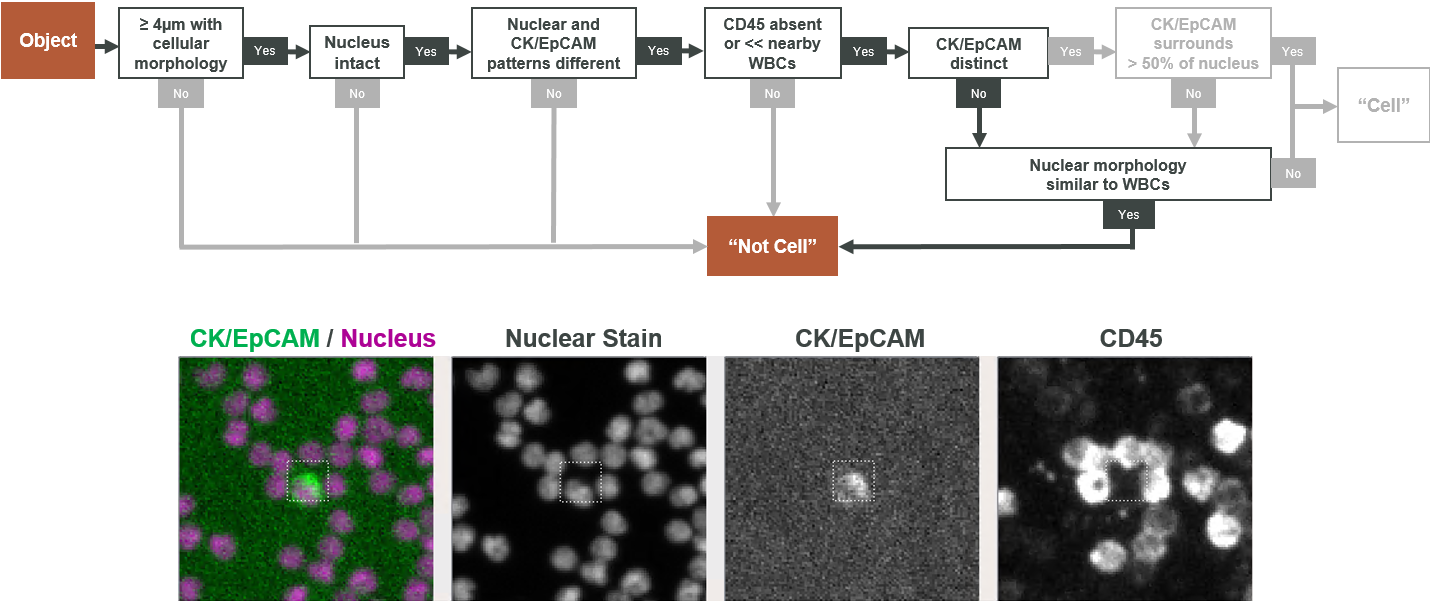 Object
≥ 4µm with
cellular
morphology
Yes
No
Nucleus
intact
Yes
No
Nuclear and
CK/EpCAM
patterns different
Yes
No
CD45 absent
or << nearby
WBCs
Yes
No
CK/EpCAM
distinct
Yes
No
CK/EpCAM
surrounds
> 50% of nucleus
Yes
No
“Cell”
Nuclear morphology
similar to WBCs
No
Yes
“Not Cell”
CK/EpCAM / Nucleus
Nuclear Stain
CK/EpCAM
CD45